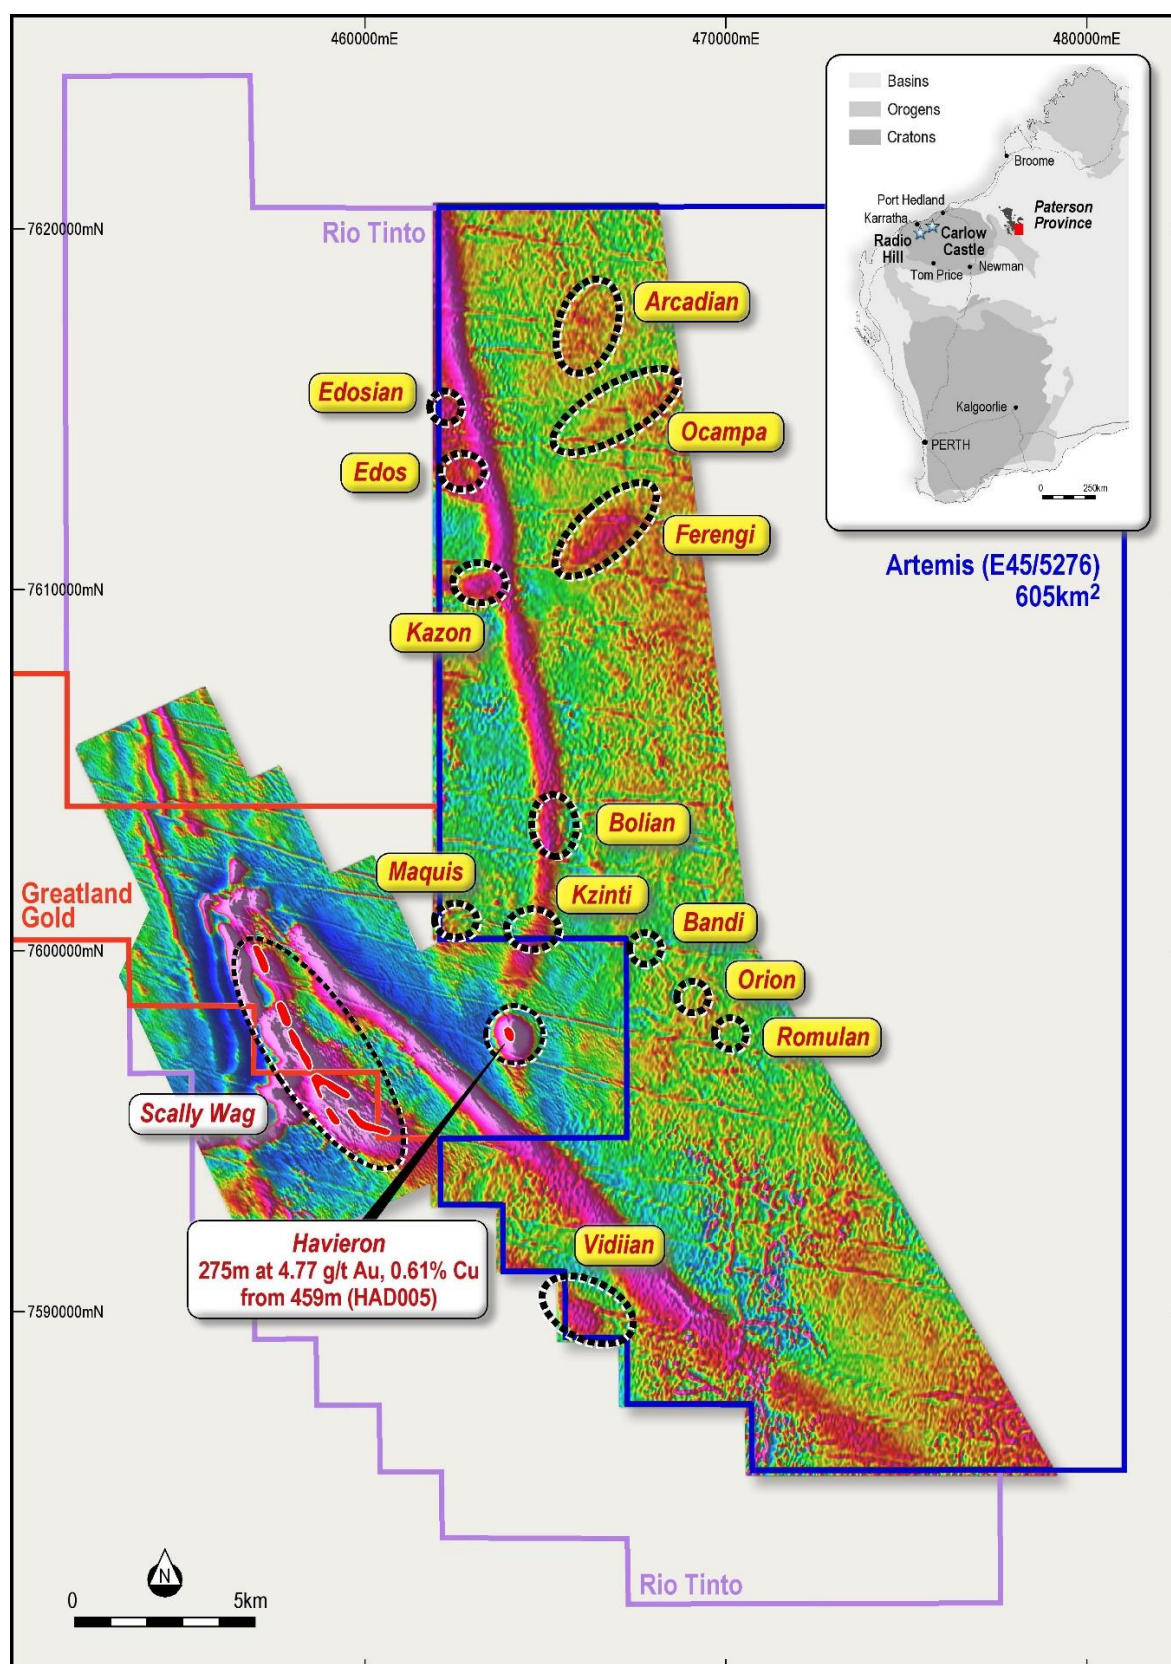 460000mE
470000mE
480000mE
Basins
Orogens
Cratons
Broome
Port Hedland
Karratha
Radio
Hill
Carlow
Castle
Paterson
Province
Tom Price
Newman
Kalgoorlie
PERTH
0 250km
7620000mN
Rio Tinto
Arcadian
Edosian
Ocampa
Edos
Ferengi
Artemis (E45/5276)
605km²
7610000mN
Kazon
Bolian
Maquis
Kzinti
Greatland
Gold
Bandi
7600000mN
Orion
Romulan
Scally Wag
Havieron
275m at 4.77 g/t Au, 0.61% Cu
from 459m (HAD005)
Vidiian
7590000mN
N
0 5km
Rio Tinto